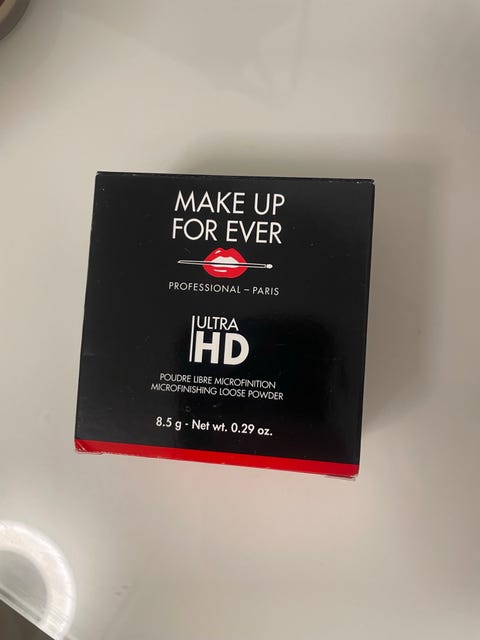 MAKE UP
FOR EVER
PROFESSIONAL – PARIS
ULTRA
HD
POUDRE LIBRE MICROFINITION
MICROFINISHING LOOSE POWDER
8.5 g - Net wt. 0.29 oz.